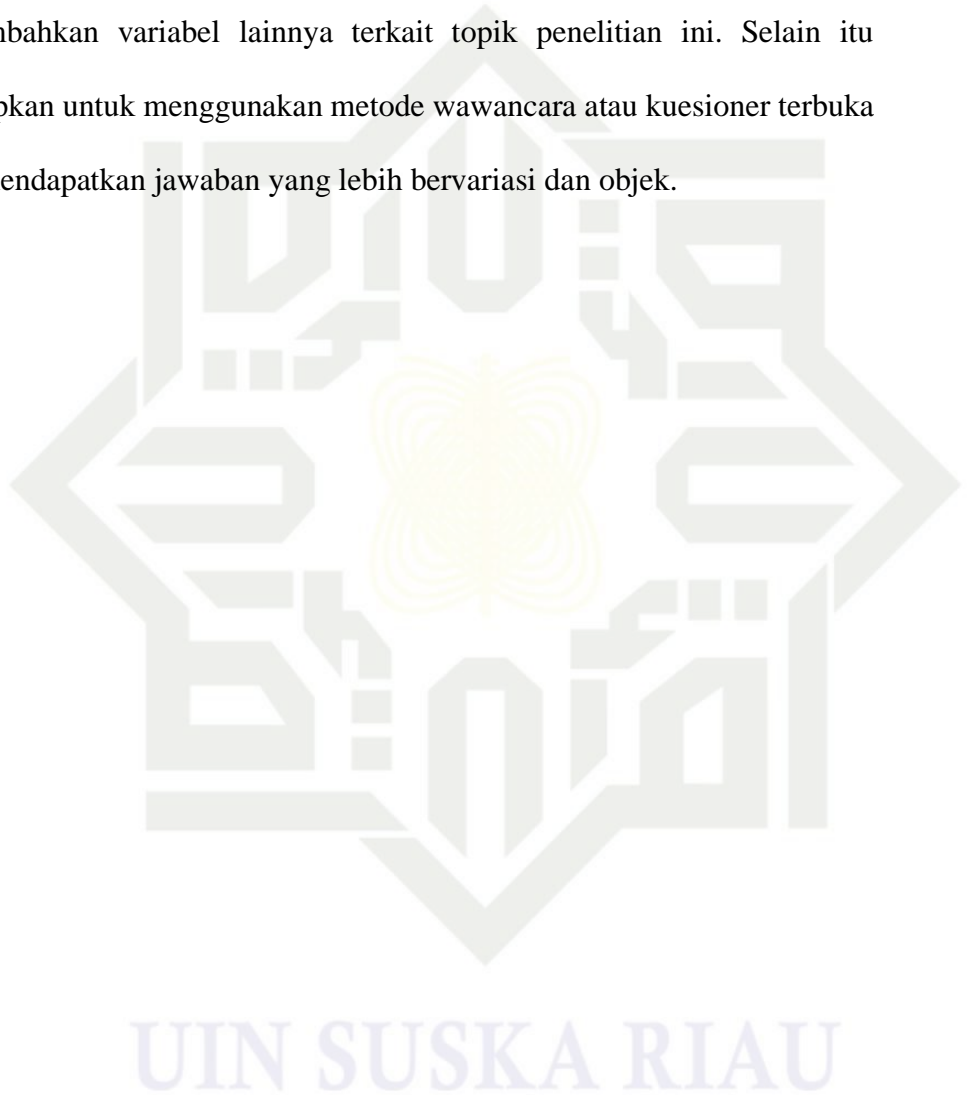 nbahkan variabel lainnya terkait topik penelitian ini. Selain itu
pkan untuk menggunakan metode wawancara atau kuesioner terbuka
endapatkan jawaban yang lebih bervariasi dan objek.
UIN SUSKA RIAU